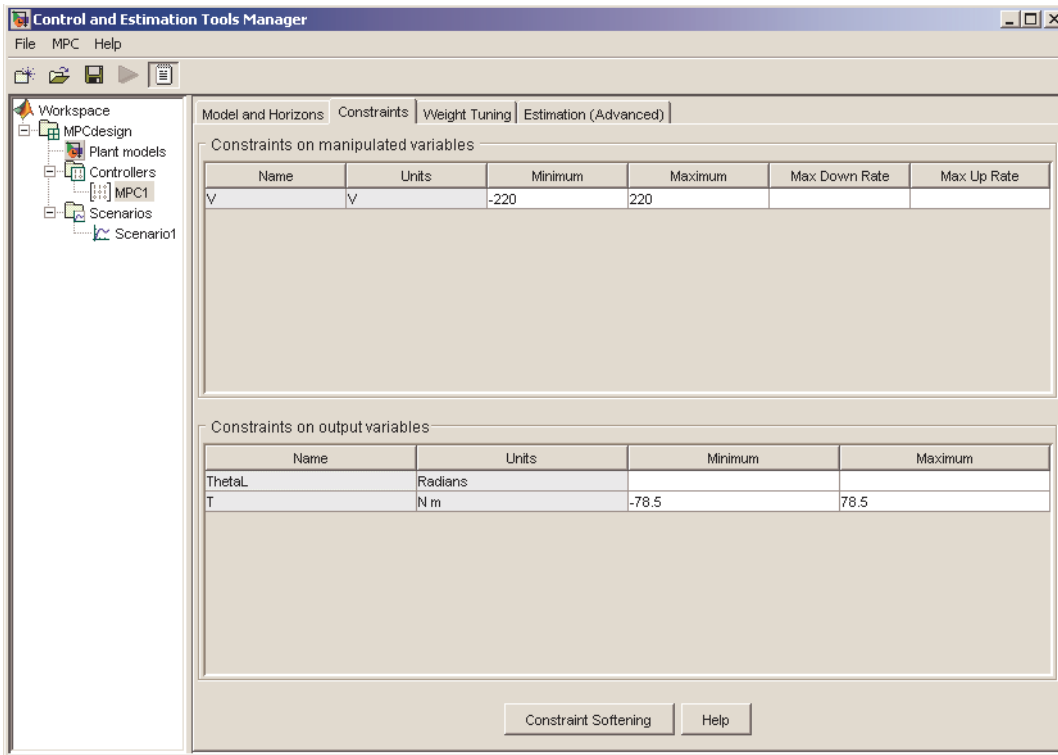 Control and Estimation Tools Manager
File MPC Help
Workspace
MPCdesign
Plant models
Controllers
MPC1
Scenarios
Scenario1
Model and Horizons Constraints Weight Tuning Estimation (Advanced)
Constraints on manipulated variables
Name Units Minimum Maximum Max Down Rate Max Up Rate
V V -220 220
Constraints on output variables
Name Units Minimum Maximum
ThetaL Radians
T N m -78.5 78.5
Constraint Softening Help